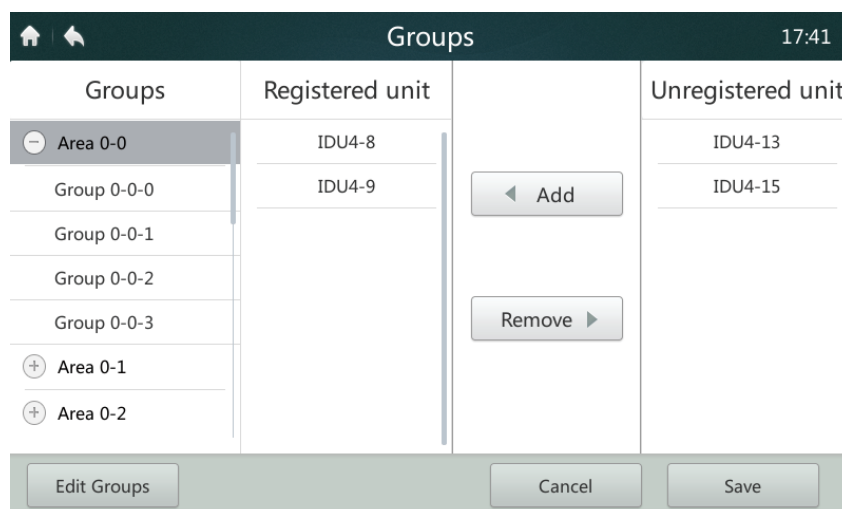 Groups 17:41
Groups
Area 0-0
Group 0-0-0
Group 0-0-1
Group 0-0-2
Group 0-0-3
Area 0-1
Area 0-2
Registered unit
IDU4-8
IDU4-9
Add
Remove
Unregistered unit
IDU4-13
IDU4-15
Edit Groups
Cancel
Save